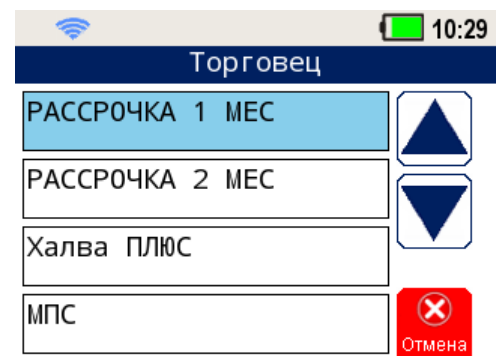 10:29
Торговец
РАССРОЧКА 1 МЕС
РАССРОЧКА 2 МЕС
Халва ПЛЮС
МПС
Отмена